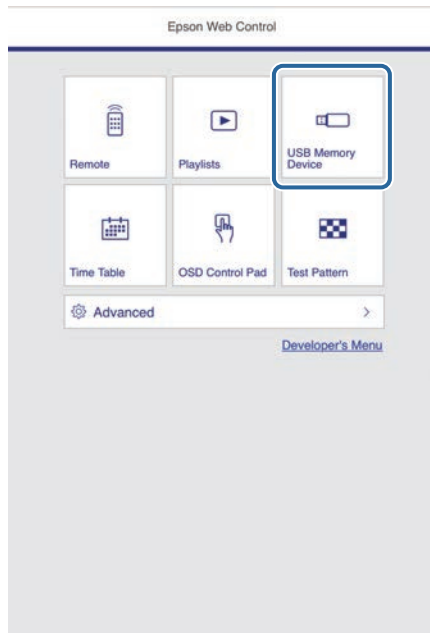 Epson Web Control
Remote
Playlists
USB Memory
Device
Time Table
OSD Control Pad
Test Pattern
Advanced
Developer's Menu